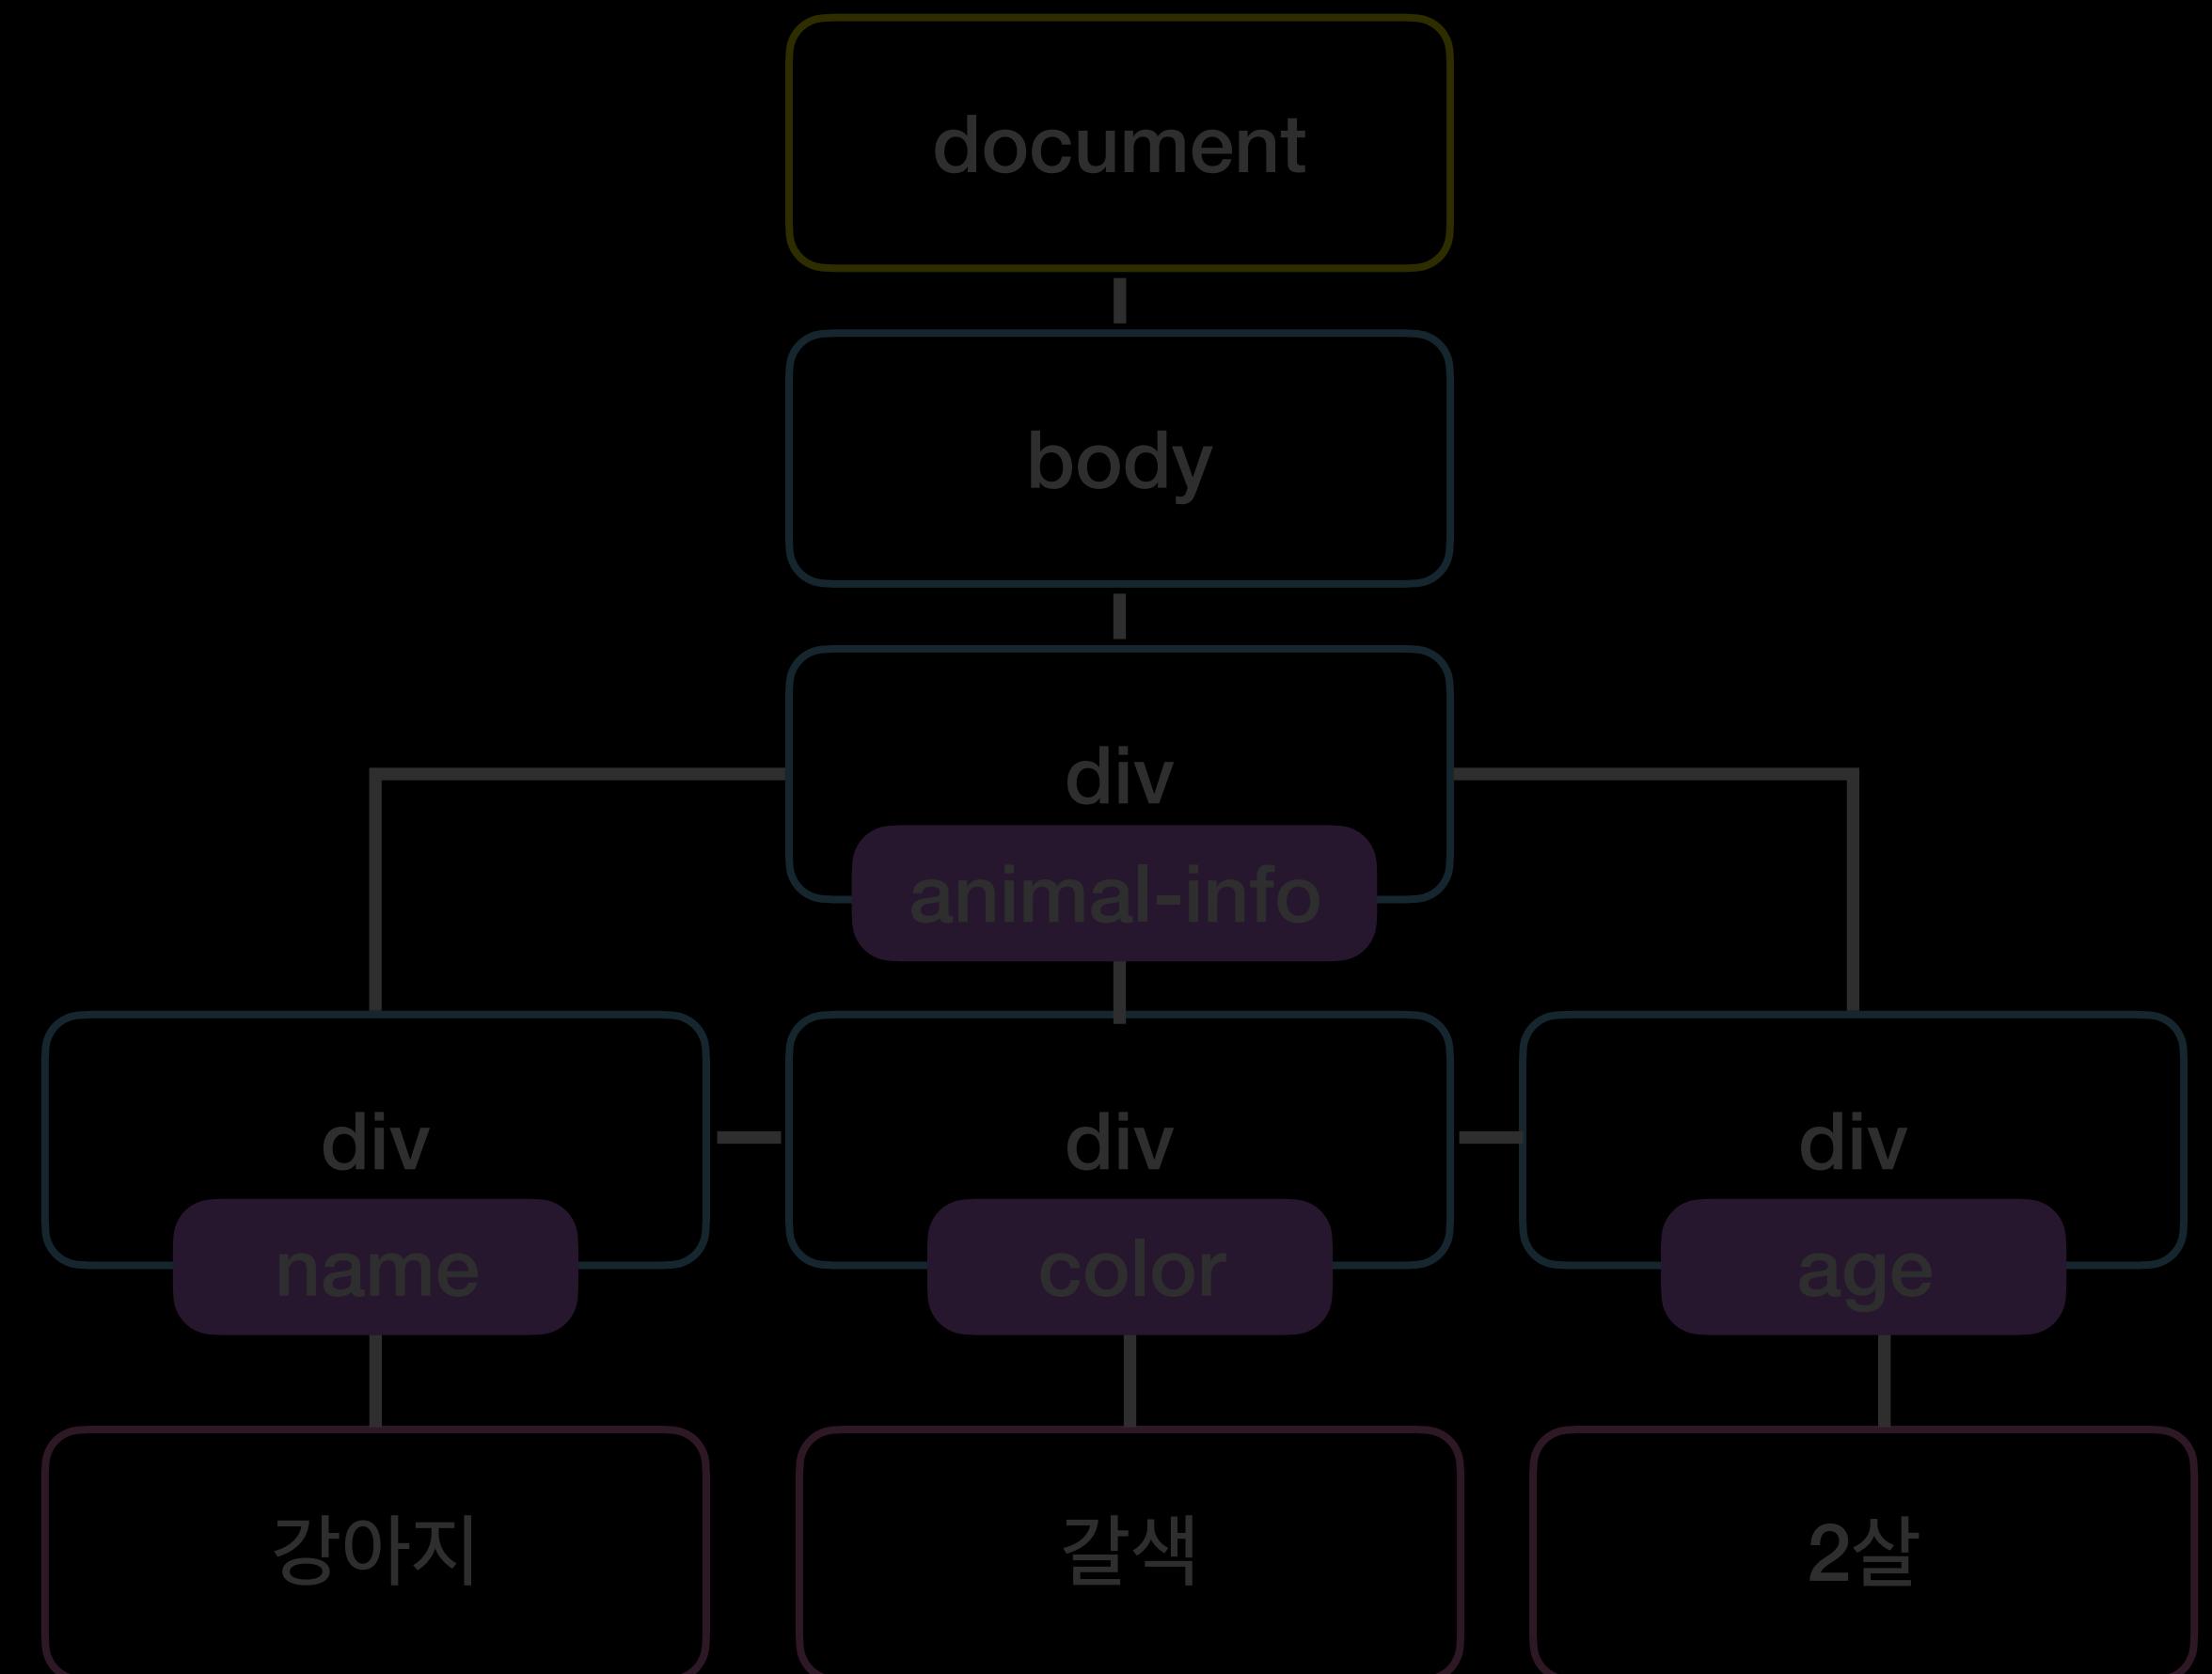 document
body
div
animal-info
div
div
div
name
color
age
강아지
갈색
2살